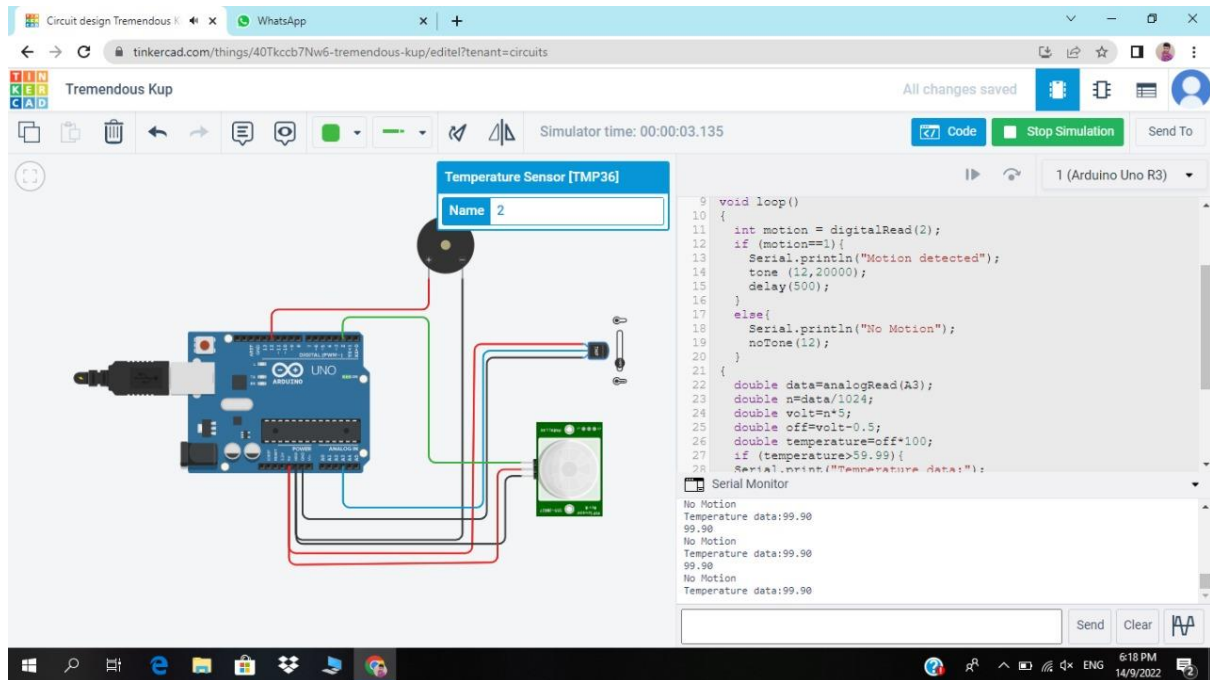 Circuit design Tremendous K
WhatsApp
tinkercad.com/things/40Tkccb7Nw6-tremendous-kup/editel?tenant=circuits
TIN
KER
CAD
Tremendous Kup
All changes saved
Simulator time: 00:00:03.135
Code
Stop Simulation
Send To
Temperature Sensor [TMP36]
Name 2
1 (Arduino Uno R3)
9 void loop()
10 {
11 int motion = digitalRead(2);
12 if (motion==1){
13 Serial.println("Motion detected");
14 tone (12,20000);
15 delay(500);
16 }
17 else{
18 Serial.println("No Motion");
19 noTone(12);
20 }
21 {
22 double data=analogRead(A3);
23 double n=data/1024;
24 double volt=n*5;
25 double off=volt-0.5;
26 double temperature=off*100;
27 if (temperature>59.99){
28 Serial.print("Temperature data:");
DIGITAL (PWM~)
UNO
ARDUINO
POWER
ANALOG IN
TMP
Serial Monitor
No Motion
Temperature data:99.90
99.90
No Motion
Temperature data:99.90
99.90
No Motion
Temperature data:99.90
Send
Clear
ENG
6:18 PM
14/9/2022
2